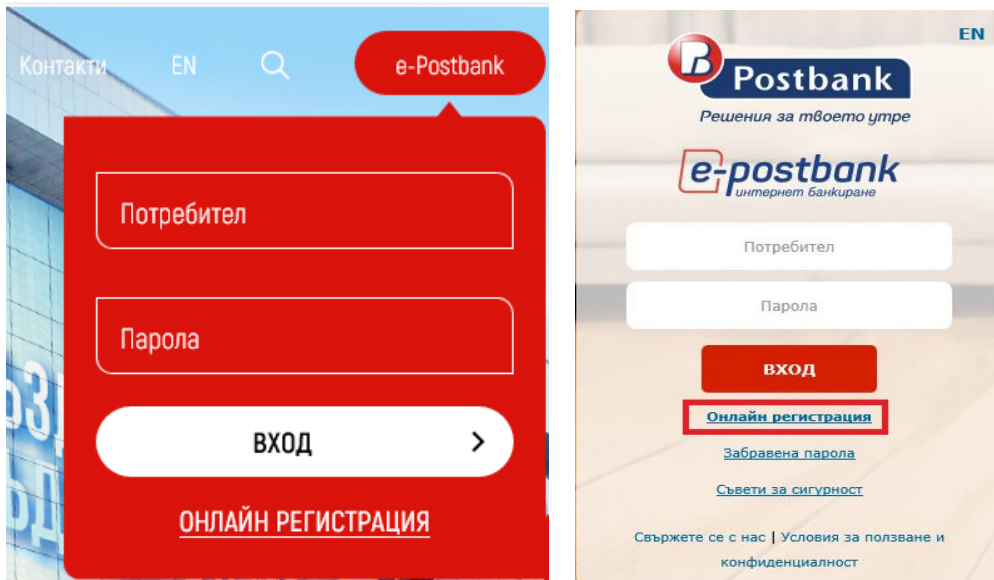 Контакти EN e-Postbank
Потребител
Парола
ВХОД
ОНЛАЙН РЕГИСТРАЦИЯ
EN
Postbank
Решения за твоето утре
e-postbank
интернет банкиране
Потребител
Парола
ВХОД
Онлайн регистрация
Забравена парола
Съвети за сигурност
Свържете се с нас | Условия за ползване и
конфиденциалност